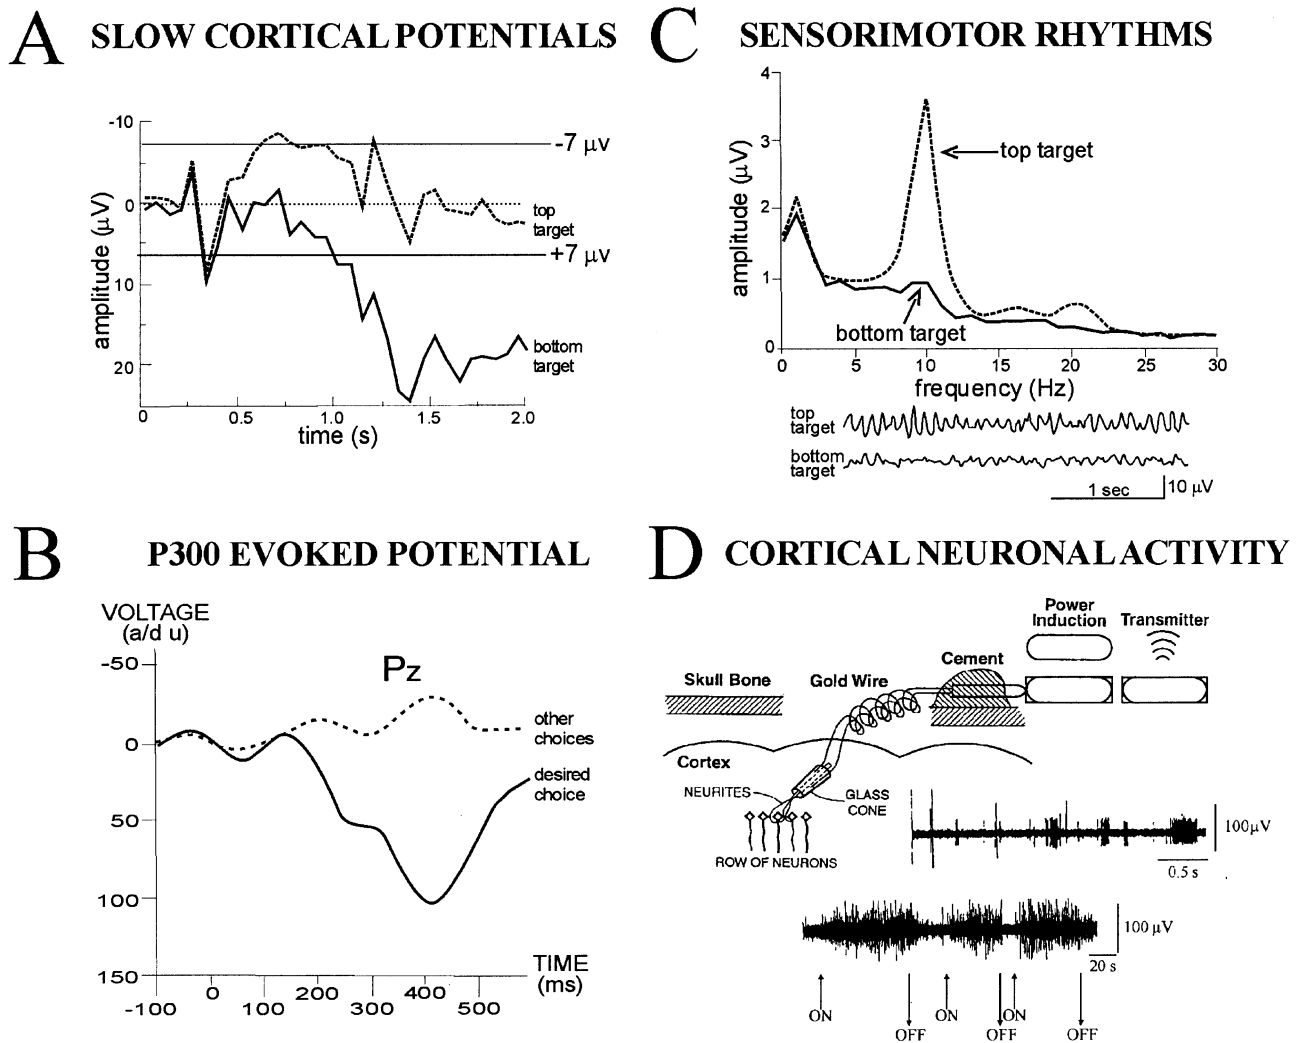 A SLOW CORTICAL POTENTIALS
-10
0
10
20
amplitude (μV)
-7 μv
top
target
+7 μv
bottom
target
0 0.5 1.0 1.5 2.0
time (s)
B P300 EVOKED POTENTIAL
VOLTAGE
(a/d u)
-50
0
50
100
150
Pz
other
choices
desired
choice
TIME
(ms)
-100 0 100 200 300 400 500
C SENSORIMOTOR RHYTHMS
4
3
2
1
0
amplitude (μV)
top target
bottom target
0 5 10 15 20 25 30
frequency (Hz)
top
target
bottom
target
1 sec 10 μV
D CORTICAL NEURONAL ACTIVITY
Power
Induction
Transmitter
Cement
Skull Bone
Gold Wire
Cortex
NEURITES
GLASS
CONE
ROW OF NEURONS
100μV
0.5 s
100 μV
20 s
ON ON ON
OFF OFF OFF